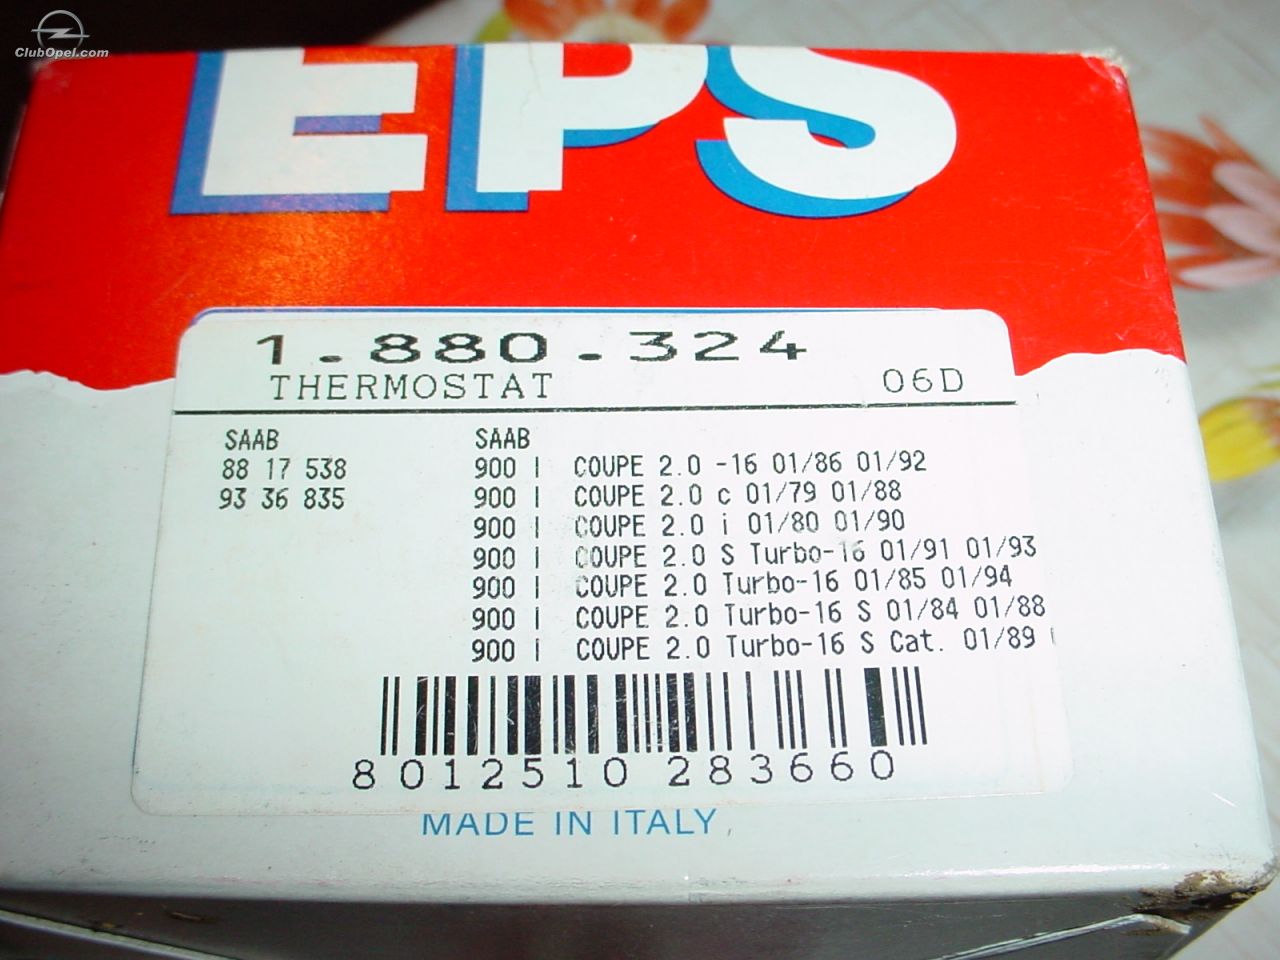 ClubOpel.com
EPS
1.880.324
THERMOSTAT 06D
SAAB SAAB
88 17 538 900 I COUPE 2.0 -16 01/86 01/92
93 36 835 900 I COUPE 2.0 c 01/79 01/88
900 I COUPE 2.0 i 01/80 01/90
900 I COUPE 2.0 S Turbo-16 01/91 01/93
900 I COUPE 2.0 Turbo-16 01/85 01/94
900 I COUPE 2.0 Turbo-16 S 01/84 01/88
900 I COUPE 2.0 Turbo-16 S Cat. 01/89
8 012510 283660
MADE IN ITALY